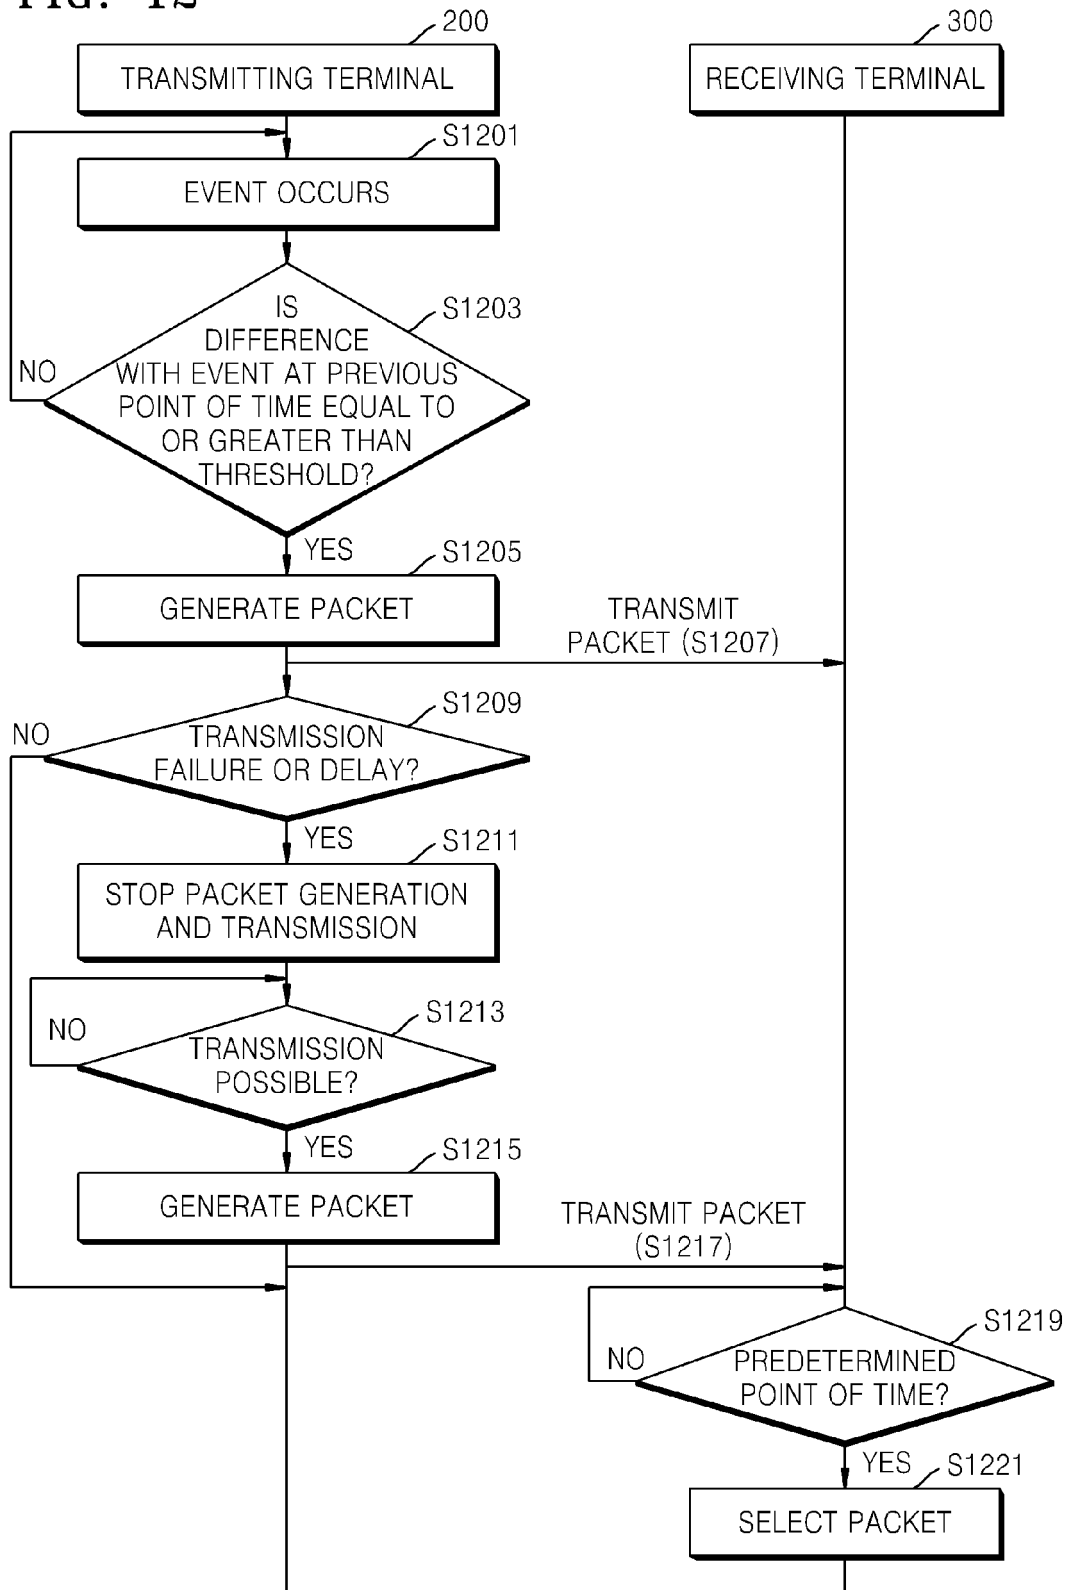 FIG. 12
200
300
TRANSMITTING TERMINAL
RECEIVING TERMINAL
S1201
EVENT OCCURS
S1203
IS
DIFFERENCE
WITH EVENT AT PREVIOUS
POINT OF TIME EQUAL TO
OR GREATER THAN
THRESHOLD?
NO
YES
S1205
GENERATE PACKET
TRANSMIT
PACKET (S1207)
S1209
NO
TRANSMISSION
FAILURE OR DELAY?
YES
S1211
STOP PACKET GENERATION
AND TRANSMISSION
S1213
NO
TRANSMISSION
POSSIBLE?
YES
S1215
GENERATE PACKET
TRANSMIT PACKET
(S1217)
S1219
NO
PREDETERMINED
POINT OF TIME?
YES
S1221
SELECT PACKET